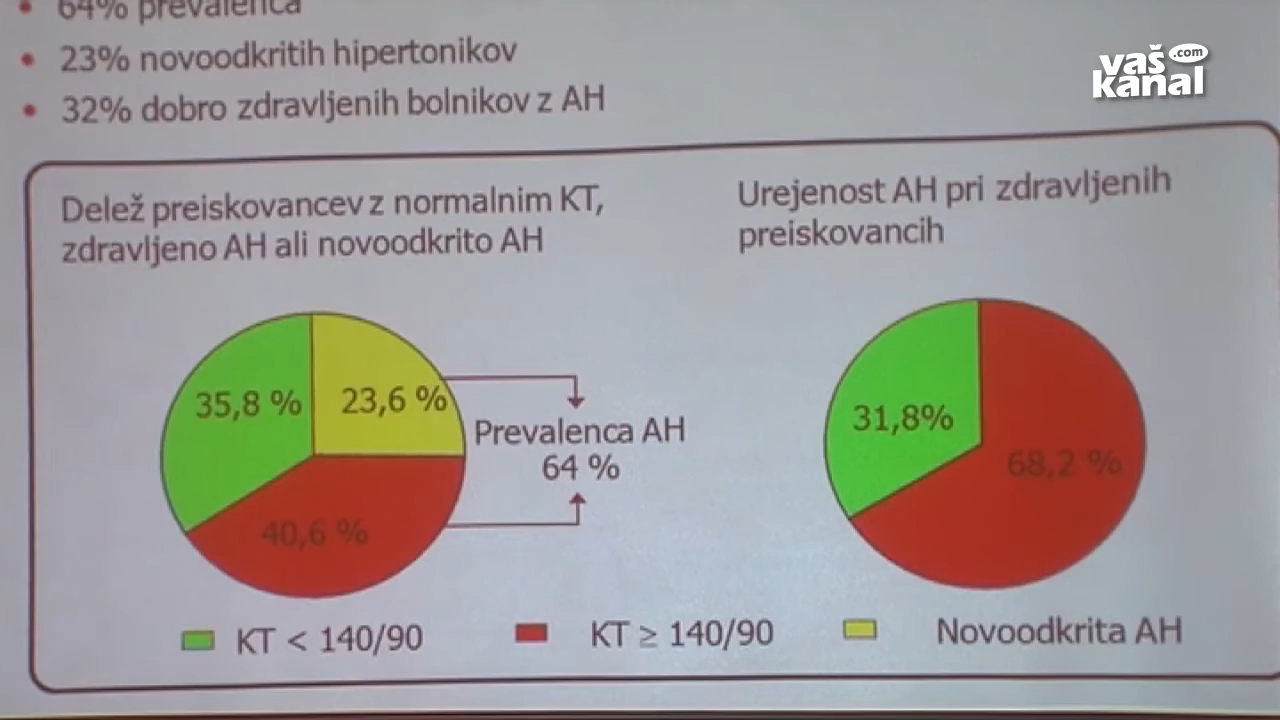 • 64% prevalenca
• 23% novoodkritih hipertonikov
• 32% dobro zdravljenih bolnikov z AH
vaš .com
kanal
Delež preiskovancev z normalnim KT,
zdravljeno AH ali novoodkrito AH
Urejenost AH pri zdravljenih
preiskovancih
35,8 %
23,6 %
40,6 %
Prevalenca AH
64 %
31,8%
68,2 %
KT < 140/90
KT ≥ 140/90
Novoodkrita AH